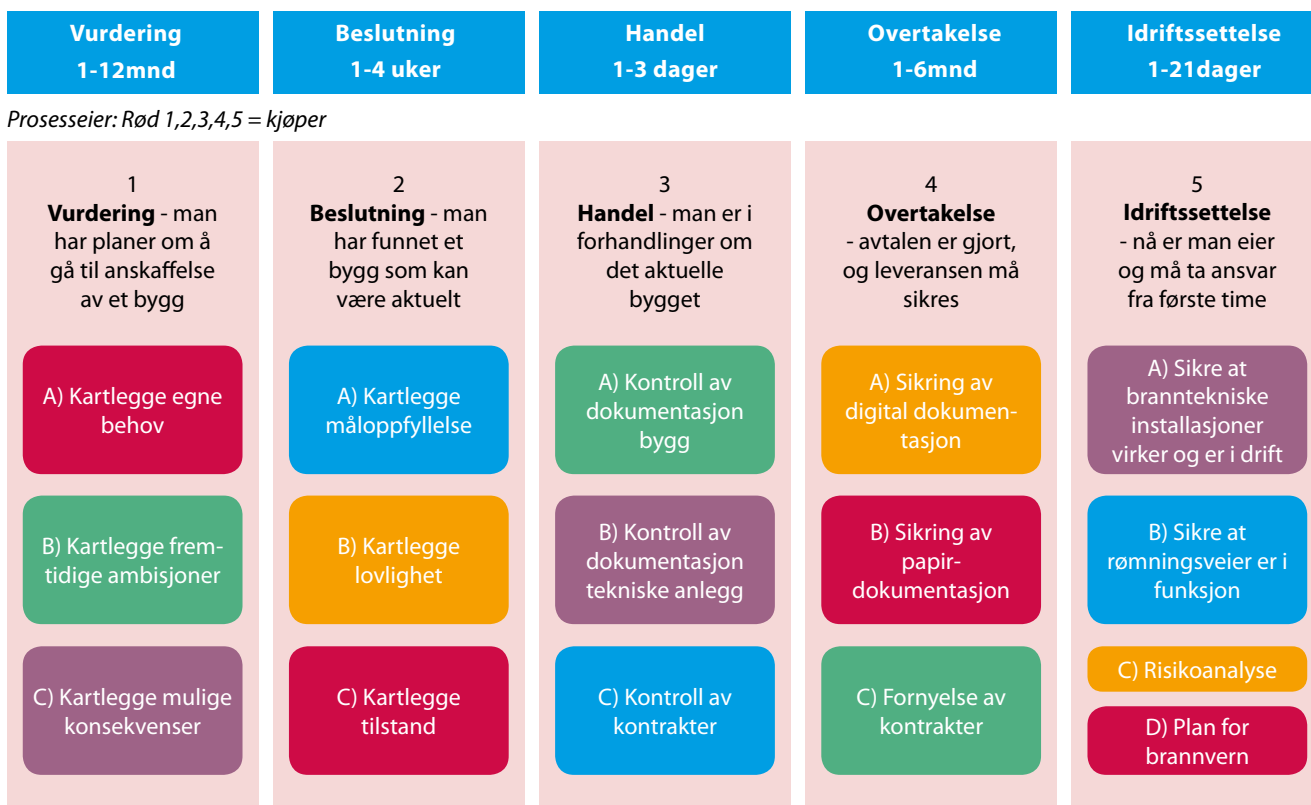 Vurdering
1-12mnd
Beslutning
1-4 uker
Handel
1-3 dager
Overtakelse
1-6mnd
Idriftssettelse
1-21dager
Prosesseier: Rød 1,2,3,4,5 = kjøper
1
Vurdering - man
har planer om å
gå til anskaffelse
av et bygg
A) Kartlegge egne
behov
B) Kartlegge frem-
tidige ambisjoner
C) Kartlegge mulige
konsekvenser
2
Beslutning - man
har funnet et
bygg som kan
være aktuelt
A) Kartlegge
måloppfyllelse
B) Kartlegge
lovlighet
C) Kartlegge
tilstand
3
Handel - man er i
forhandlinger om
det aktuelle
bygget
A) Kontroll av
dokumentasjon
bygg
B) Kontroll av
dokumentasjon
tekniske anlegg
C) Kontroll av
kontrakter
4
Overtakelse
- avtalen er gjort,
og leveransen må
sikres
A) Sikring av
digital dokumen-
tasjon
B) Sikring av
papir-
dokumentasjon
C) Fornyelse av
kontrakter
5
Idriftssettelse
- nå er man eier
og må ta ansvar
fra første time
A) Sikre at
branntekniske
installasjoner
virker og er i drift
B) Sikre at
rømningsveier er i
funksjon
C) Risikoanalyse
D) Plan for
brannvern